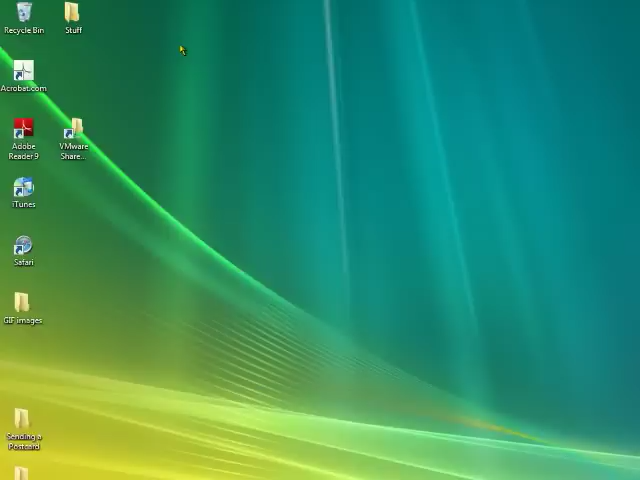 Recycle Bin
Stuff
Acrobat.com
Adobe
Reader 9
VMware
Share...
iTunes
Safari
GIF images
Sending a
Postcard